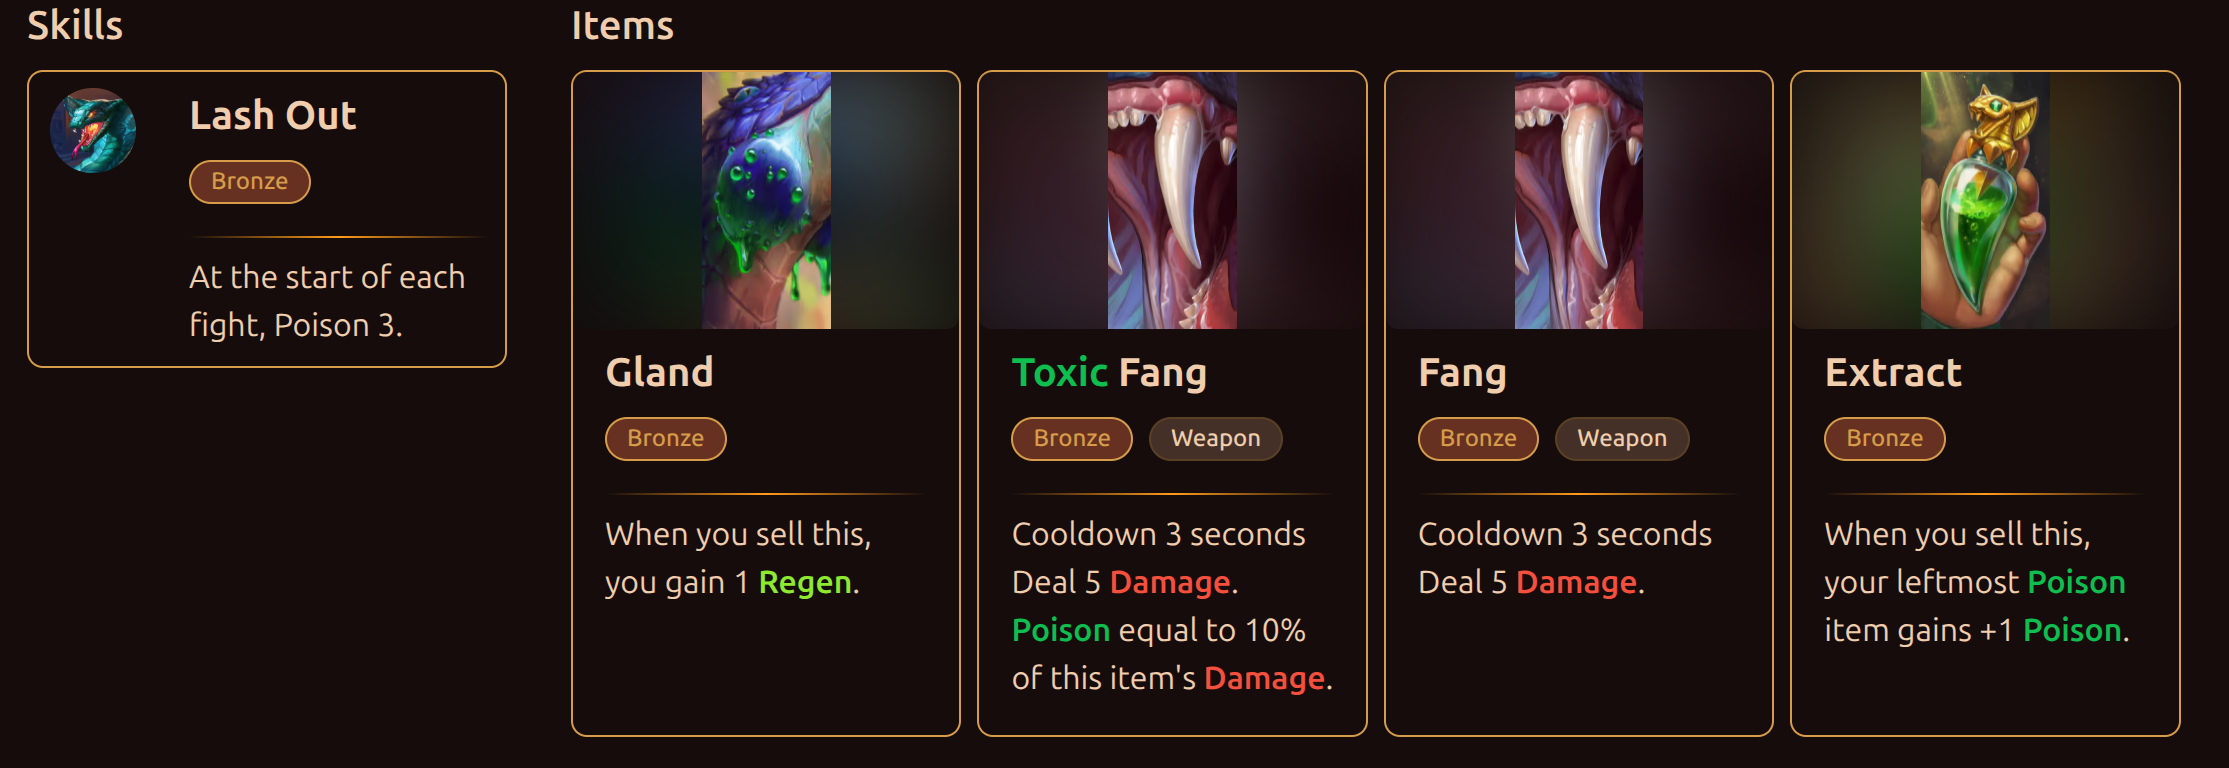 Skills
Lash Out
Bronze
At the start of each
fight, Poison 3.
Items
Gland
Bronze
When you sell this,
you gain 1 Regen.
Toxic Fang
Bronze
Weapon
Cooldown 3 seconds
Deal 5 Damage.
Poison equal to 10%
of this item's Damage.
Fang
Bronze
Weapon
Cooldown 3 seconds
Deal 5 Damage.
Extract
Bronze
When you sell this,
your leftmost Poison
item gains +1 Poison.